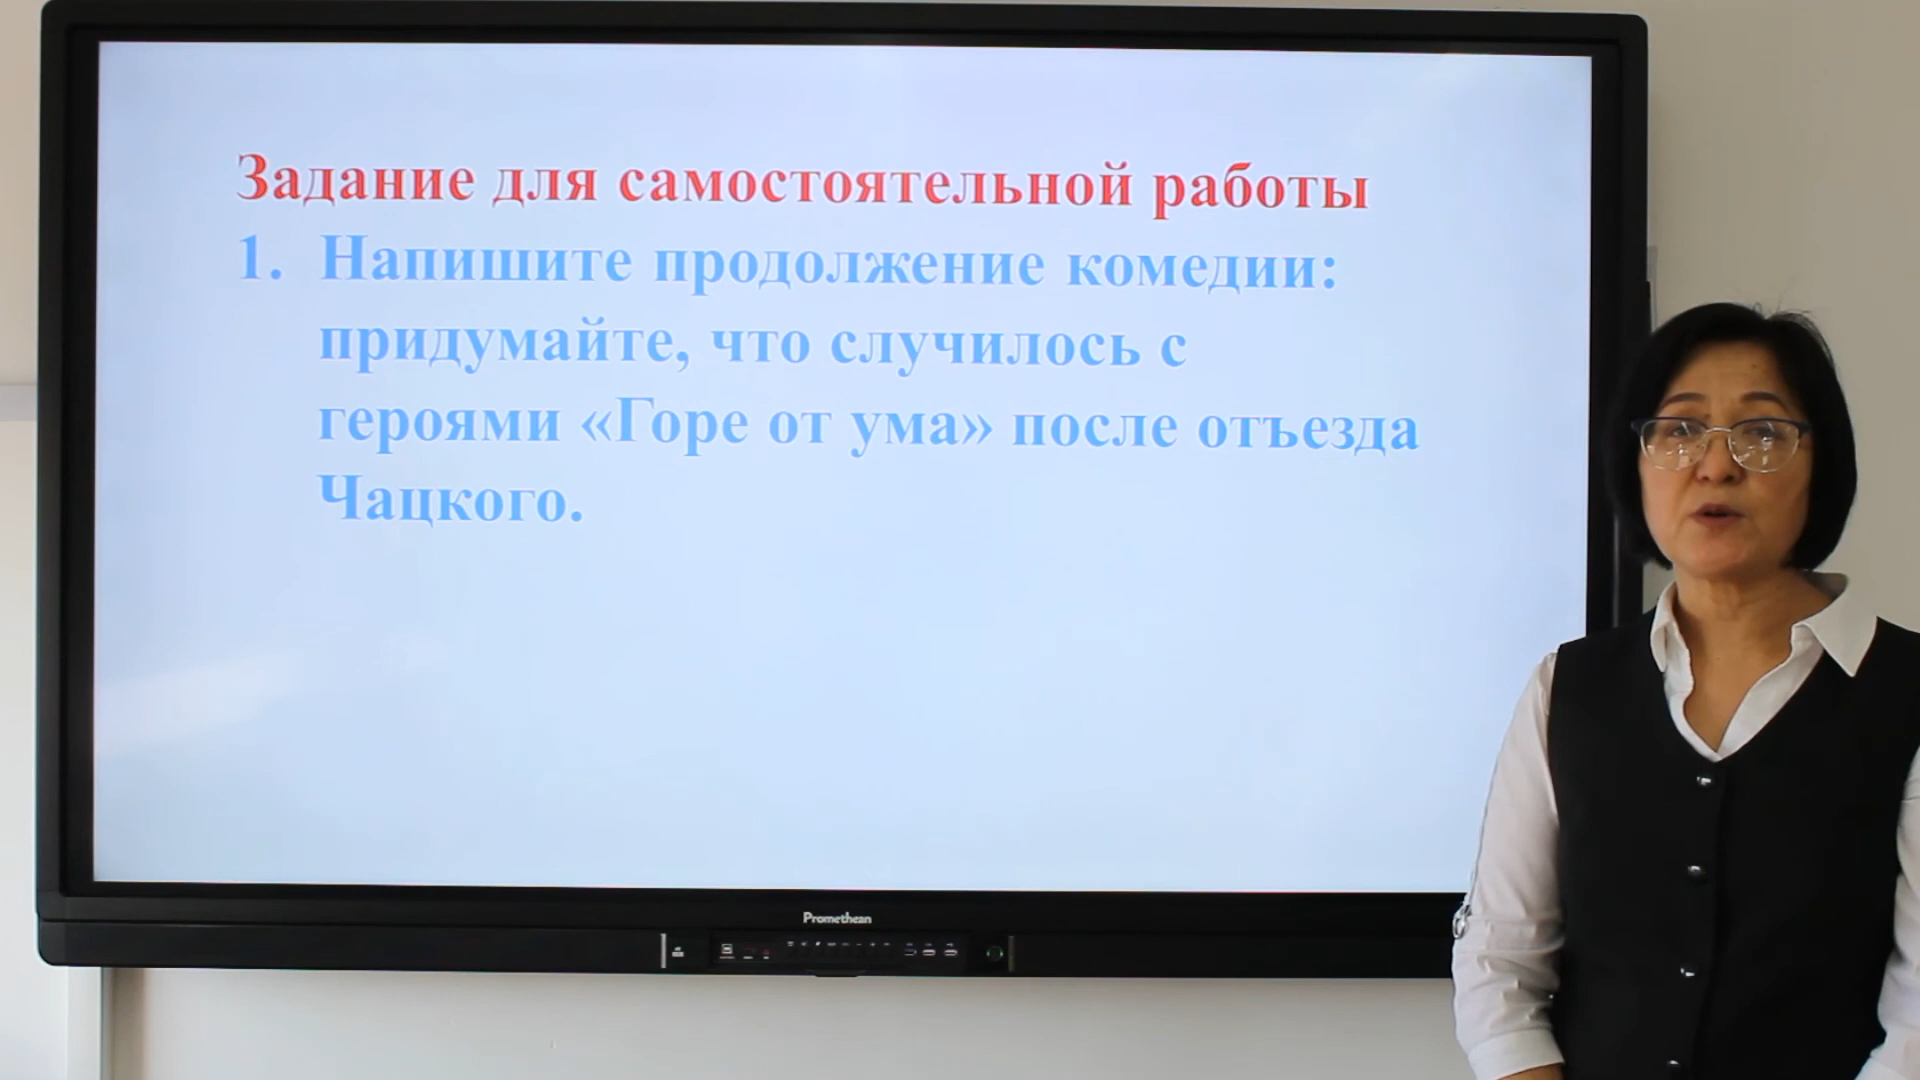 Задание для самостоятельной работы
1. Напишите продолжение комедии:
придумайте, что случилось с
героями «Горе от ума» после отъезда
Чацкого.
Promethean